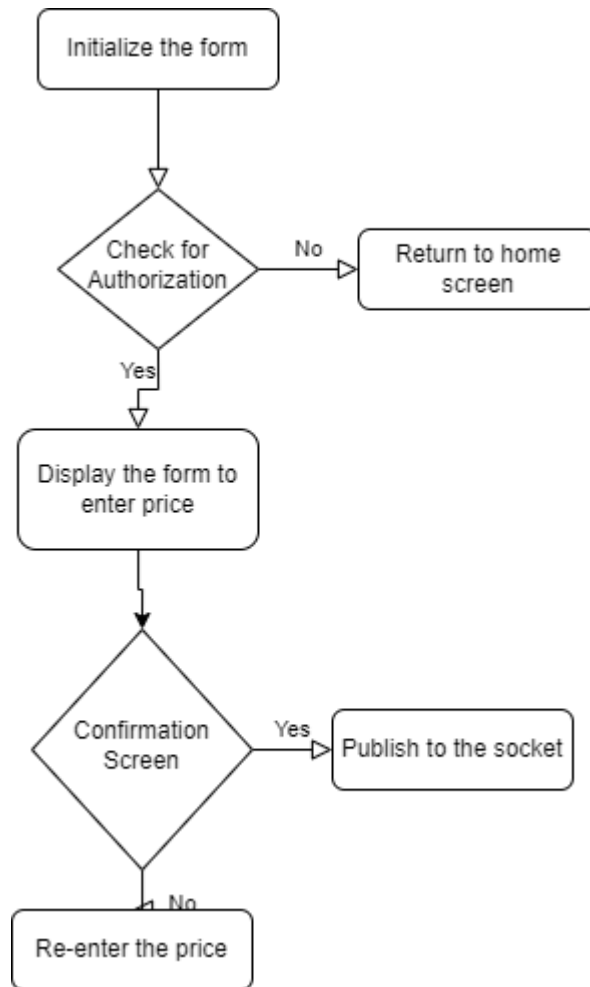 Initialize the form
Check for
Authorization
No
Return to home
screen
Yes
Display the form to
enter price
Confirmation
Screen
Yes
Publish to the socket
No
Re-enter the price